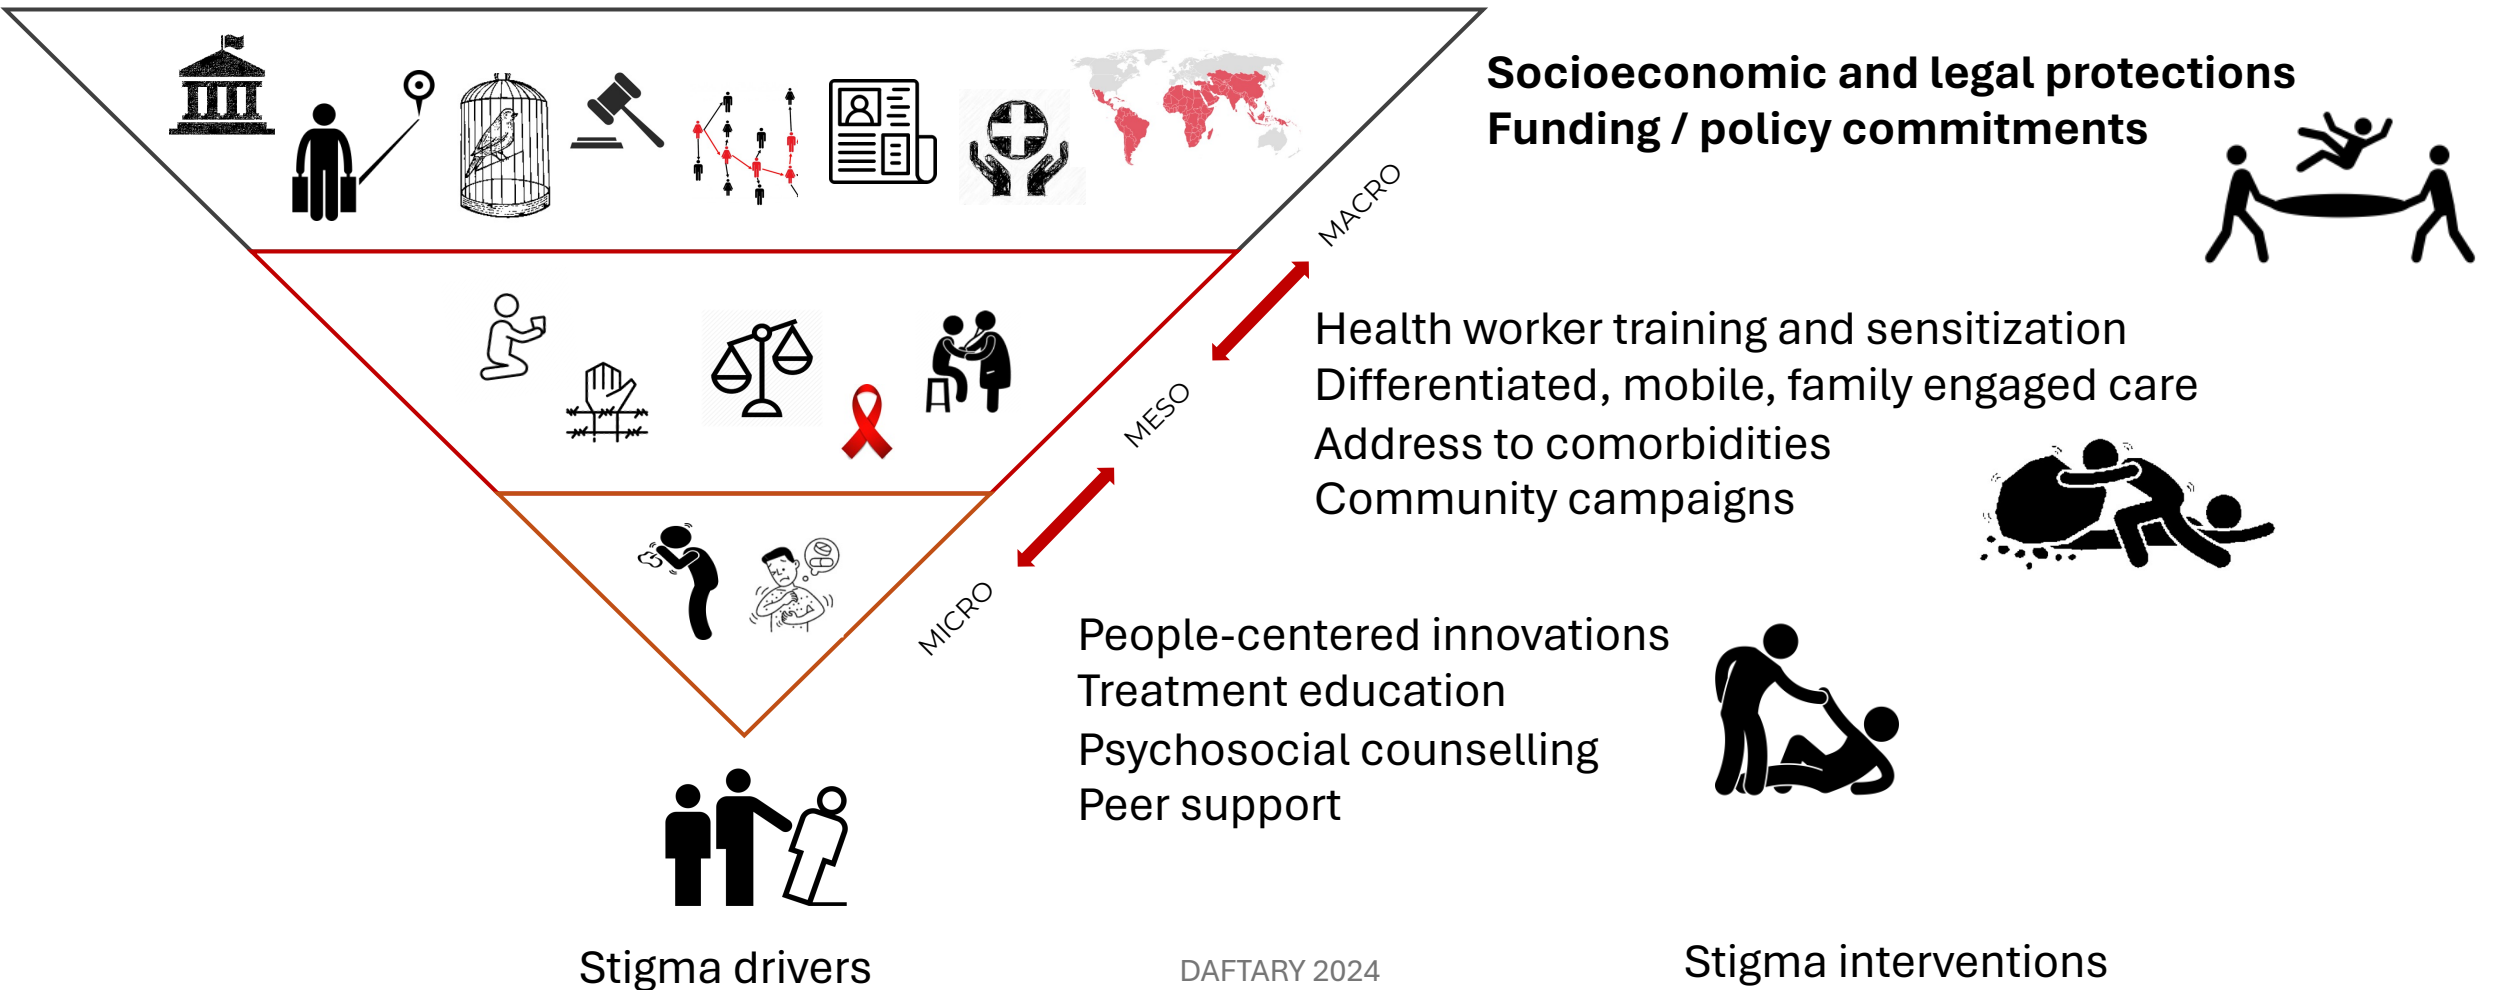 Socioeconomic and legal protections
Funding / policy commitments
MACRO
Health worker training and sensitization
Differentiated, mobile, family engaged care
Address to comorbidities
Community campaigns
MESO
MICRO
People-centered innovations
Treatment education
Psychosocial counselling
Peer support
Stigma drivers
DAFTARY 2024
Stigma interventions